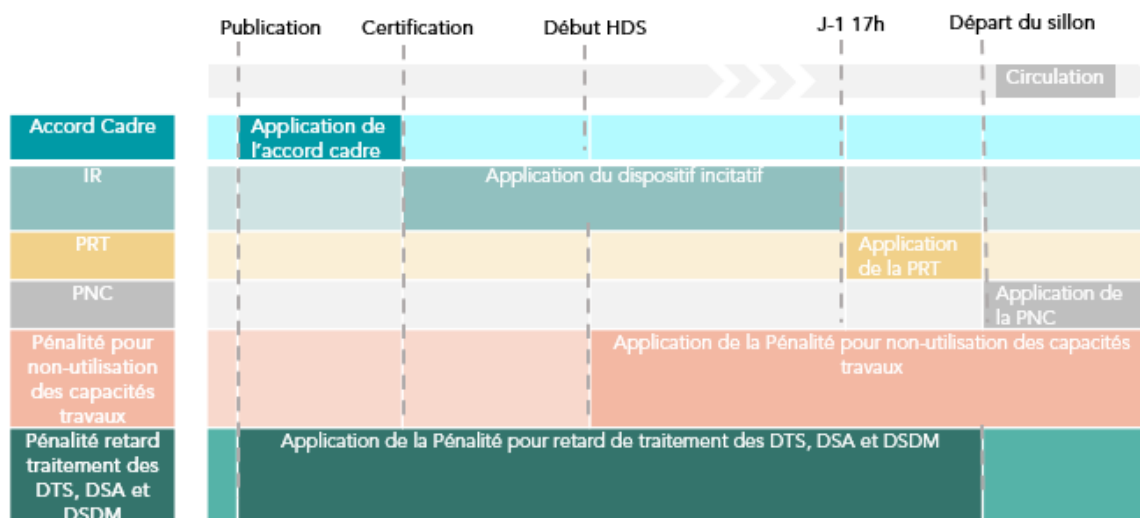 Publication
Certification
Début HDS
J-1 17h
Départ du sillon
Circulation
Accord Cadre
Application de
l'accord cadre
IR
Application du dispositif incitatif
PRT
Application
de la PRT
PNC
Application de
la PNC
Pénalité pour
non-utilisation
des capacités
travaux
Application de la Pénalité pour non-utilisation des capacités
travaux
Pénalité retard
traitement des
DTS, DSA et
DSDM
Application de la Pénalité pour retard de traitement des DTS, DSA et DSDM